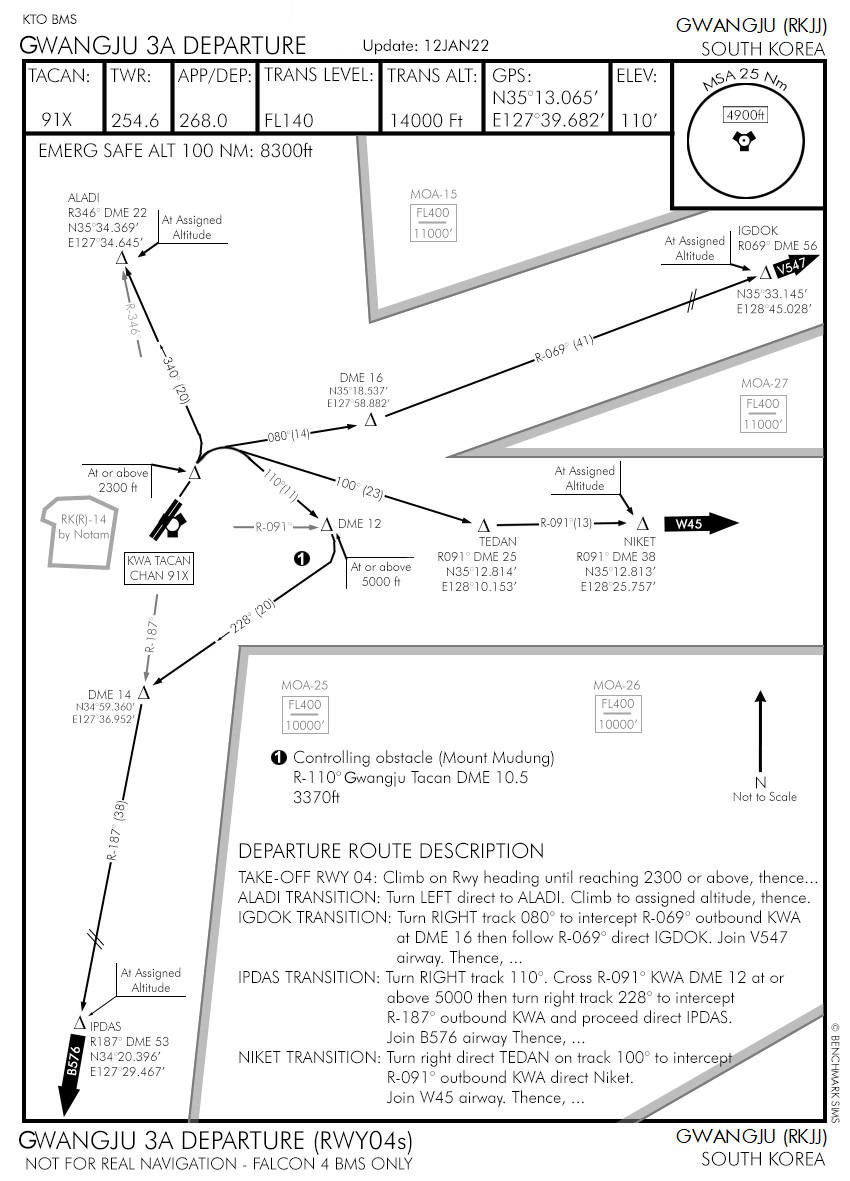 KTO BMS
GWANGJU 3A DEPARTURE
Update: 12JAN22
GWANGJU (RKJJ)
SOUTH KOREA
TACAN:
91X
TWR:
254.6
APP/DEP:
268.0
TRANS LEVEL:
FL140
TRANS ALT:
14000 Ft
GPS:
N35°13.065'
E127°39.682'
ELEV:
110'
MSA 25 Nm
4900ft
EMERG SAFE ALT 100 NM: 8300ft
ALADI
R346° DME 22
N35°34.369'
E127°34.645'
At Assigned
Altitude
MOA-15
FL400
11000'
At Assigned
Altitude
IGDOK
R069° DME 56
V547
N35°33.145'
E128°45.028'
R-346°
340° (20)
R-069° (41)
DME 16
N35°18.537'
E127°58.882'
MOA-27
FL400
11000'
080°(14)
At or above
2300 ft
110°(11)
100° (23)
At Assigned
Altitude
RK(R)-14
by Notam
R-091°
DME 12
R-091°(13)
W45
KWA TACAN
CHAN 91X
1
At or above
5000 ft
TEDAN
R091° DME 25
N35°12.814'
E128°10.153'
NIKET
R091° DME 38
N35°12.813'
E128°25.757'
R-187°
228° (20)
DME 14
N34°59.360'
E127°36.952'
MOA-25
FL400
10000'
MOA-26
FL400
10000'
1 Controlling obstacle (Mount Mudung)
R-110° Gwangju Tacan DME 10.5
3370ft
N
Not to Scale
R-187° (38)
DEPARTURE ROUTE DESCRIPTION
TAKE-OFF RWY 04: Climb on Rwy heading until reaching 2300 or above, thence...
ALADI TRANSITION: Turn LEFT direct to ALADI. Climb to assigned altitude, thence.
IGDOK TRANSITION: Turn RIGHT track 080° to intercept R-069° outbound KWA
at DME 16 then follow R-069° direct IGDOK. Join V547
airway. Thence, ...
IPDAS TRANSITION: Turn RIGHT track 110°. Cross R-091° KWA DME 12 at or
above 5000 then turn right track 228° to intercept
R-187° outbound KWA and proceed direct IPDAS.
Join B576 airway Thence, ...
NIKET TRANSITION: Turn right direct TEDAN on track 100° to intercept
R-091° outbound KWA direct Niket.
Join W45 airway. Thence, ...
At Assigned
Altitude
IPDAS
R187° DME 53
N34°20.396'
E127°29.467'
B576
© BENCHMARK SIMS
GWANGJU 3A DEPARTURE (RWY04s)
NOT FOR REAL NAVIGATION - FALCON 4 BMS ONLY
GWANGJU (RKJJ)
SOUTH KOREA